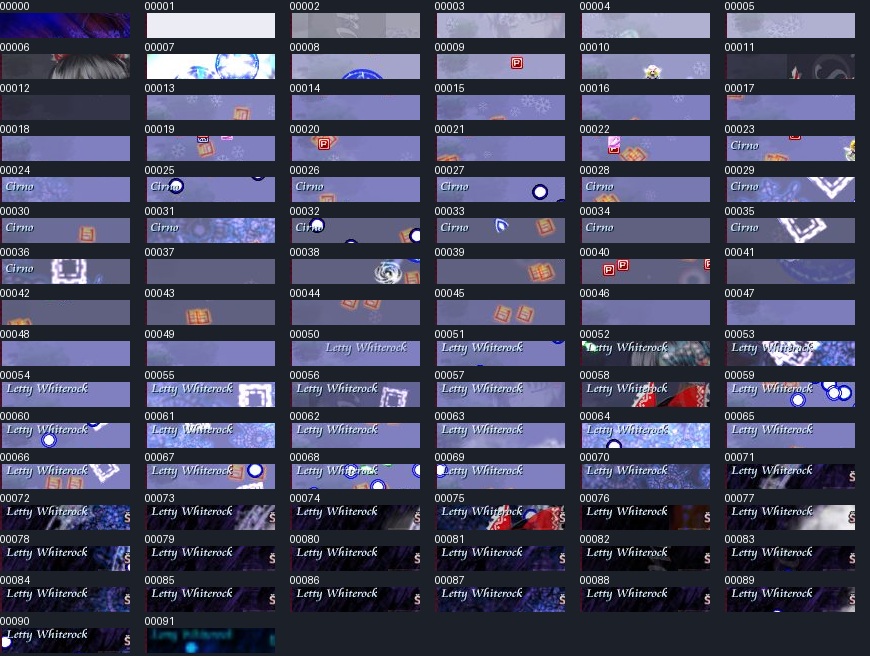 00000 00001 00002 00003 00004 00005
00006 00007 00008 00009 00010 00011
P
00012 00013 00014 00015 00016 00017
00018 00019 00020 00021 00022 00023
P P Cirno
00024 00025 00026 00027 00028 00029
Cirno Cirno Cirno Cirno Cirno Cirno
00030 00031 00032 00033 00034 00035
Cirno Cirno Cirno Cirno Cirno Cirno
00036 00037 00038 00039 00040 00041
Cirno P P
00042 00043 00044 00045 00046 00047
00048 00049 00050 00051 00052 00053
Letty Whiterock Letty Whiterock Letty Whiterock Letty Whiterock
00054 00055 00056 00057 00058 00059
Letty Whiterock Letty Whiterock Letty Whiterock Letty Whiterock Letty Whiterock Letty Whiterock
00060 00061 00062 00063 00064 00065
Letty Whiterock Letty Whiterock Letty Whiterock Letty Whiterock Letty Whiterock Letty Whiterock
00066 00067 00068 00069 00070 00071
Letty Whiterock Letty Whiterock Letty Whiterock Letty Whiterock Letty Whiterock Letty Whiterock
00072 00073 00074 00075 00076 00077
Letty Whiterock Letty Whiterock Letty Whiterock Letty Whiterock Letty Whiterock Letty Whiterock
00078 00079 00080 00081 00082 00083
Letty Whiterock Letty Whiterock Letty Whiterock Letty Whiterock Letty Whiterock Letty Whiterock
00084 00085 00086 00087 00088 00089
Letty Whiterock Letty Whiterock Letty Whiterock Letty Whiterock Letty Whiterock Letty Whiterock
00090 00091
Letty Whiterock Letty Whiterock